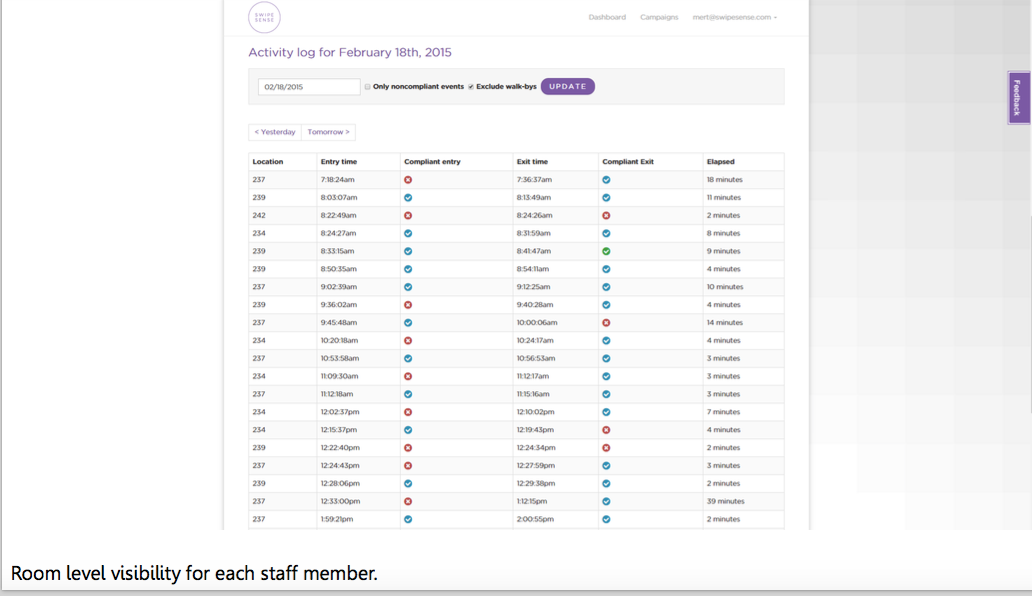 SWIPE
SENSE
Dashboard Campaigns mert@swipesense.com
Activity log for February 18th, 2015
02/18/2015 Only noncompliant events Exclude walk-bys UPDATE
Feedback
< Yesterday Tomorrow >
Location Entry time Compliant entry Exit time Compliant Exit Elapsed
237 7:18:24am 7:36:37am 18 minutes
239 8:03:07am 8:13:49am 11 minutes
242 8:22:49am 8:24:26am 2 minutes
234 8:24:27am 8:31:59am 8 minutes
239 8:33:15am 8:41:47am 9 minutes
239 8:50:35am 8:54:11am 4 minutes
237 9:02:39am 9:12:25am 10 minutes
239 9:36:02am 9:40:28am 4 minutes
237 9:45:48am 10:00:06am 14 minutes
234 10:20:18am 10:24:17am 4 minutes
237 10:53:58am 10:56:53am 3 minutes
234 11:09:30am 11:12:17am 3 minutes
237 11:12:18am 11:15:16am 3 minutes
234 12:02:37pm 12:10:02pm 7 minutes
234 12:15:37pm 12:19:43pm 4 minutes
239 12:22:40pm 12:24:34pm 2 minutes
237 12:24:43pm 12:27:59pm 3 minutes
239 12:28:06pm 12:29:38pm 2 minutes
237 12:33:00pm 1:12:15pm 39 minutes
237 1:59:21pm 2:00:55pm 2 minutes
Room level visibility for each staff member.